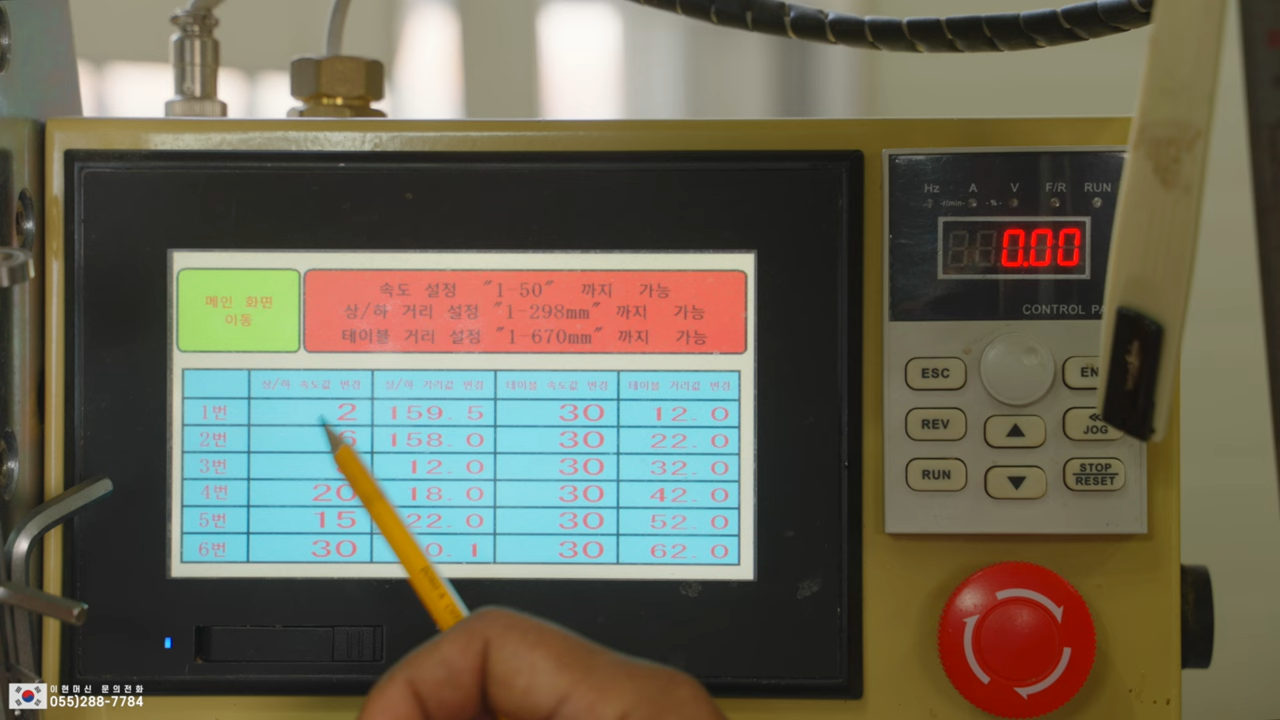 Hz A V F/R RUN
-r/min- -%-
0.00
CONTROL PA
메인 화면
이동
속도 설정 "1-50" 까지 가능
상/하 거리 설정 "1-298mm" 까지 가능
테이블 거리 설정 "1-670mm" 까지 가능
상/하 속도값 변경 상/하 거리값 변경 테이블 속도값 변경 테이블 거리값 변경
1번 2 159.5 30 12.0
2번 6 158.0 30 22.0
3번 12.0 30 32.0
4번 20 18.0 30 42.0
5번 15 22.0 30 52.0
6번 30 0.1 30 62.0
ESC EN
REV JOG
RUN STOP
RESET
이현머신 문의전화
055)288-7784